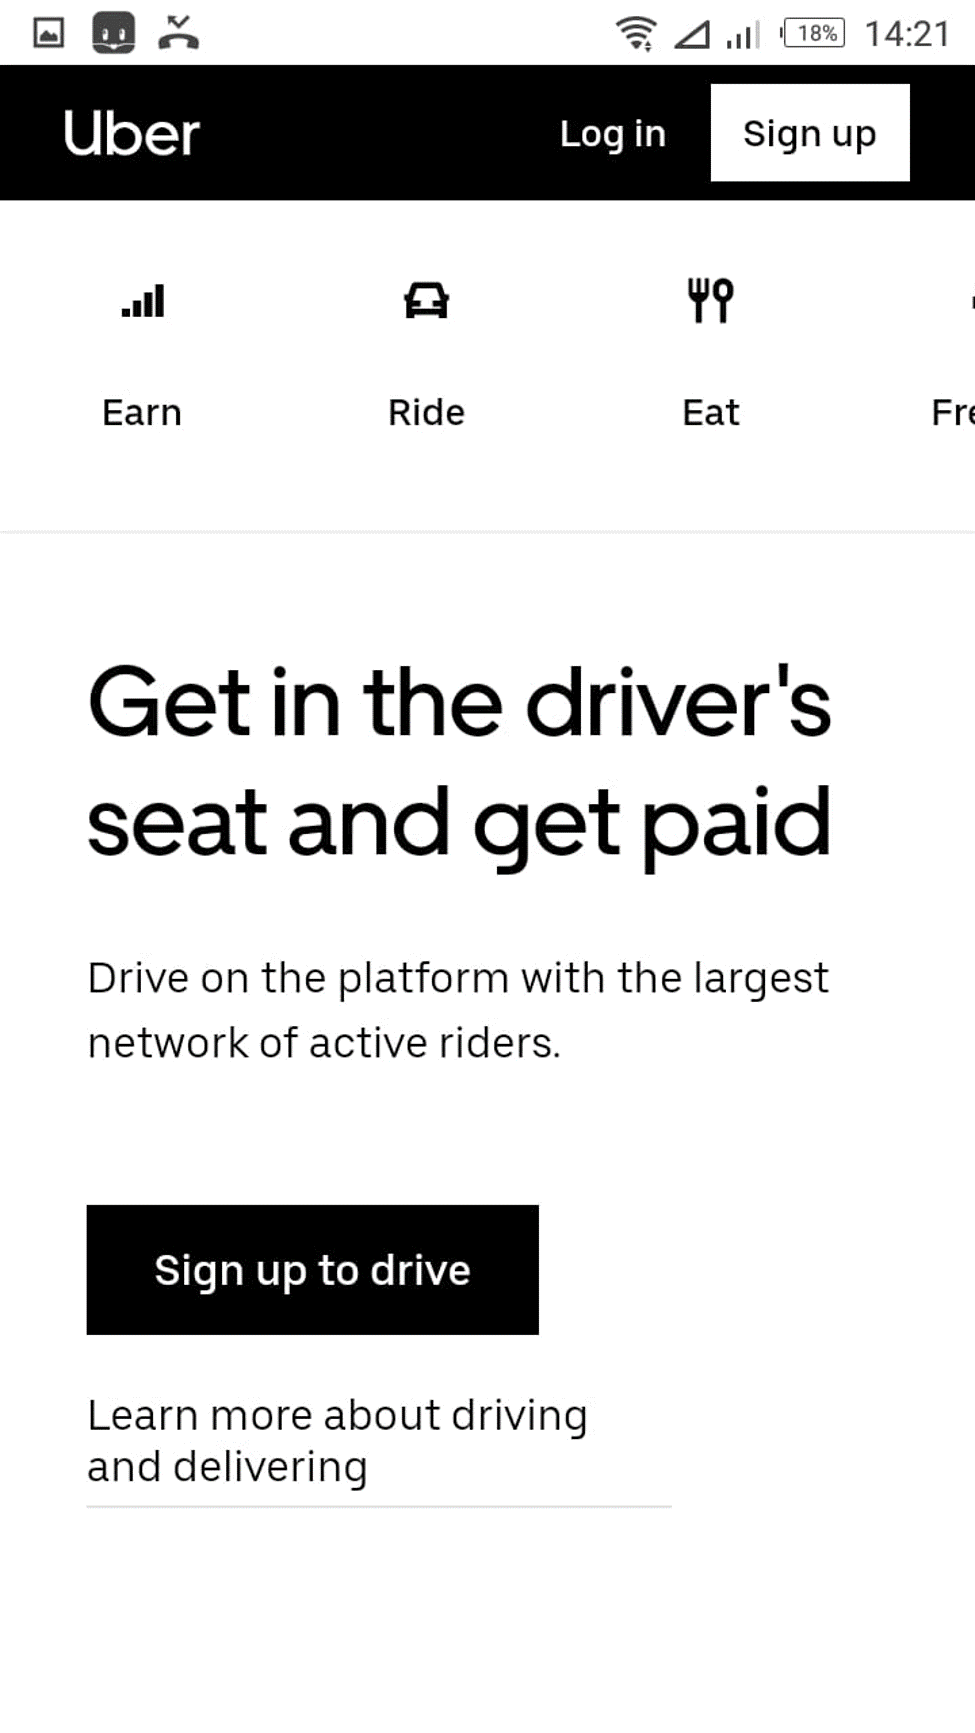 18% 14:21
Uber Log in Sign up
Earn Ride Eat Fre
Get in the driver's
seat and get paid
Drive on the platform with the largest
network of active riders.
Sign up to drive
Learn more about driving
and delivering